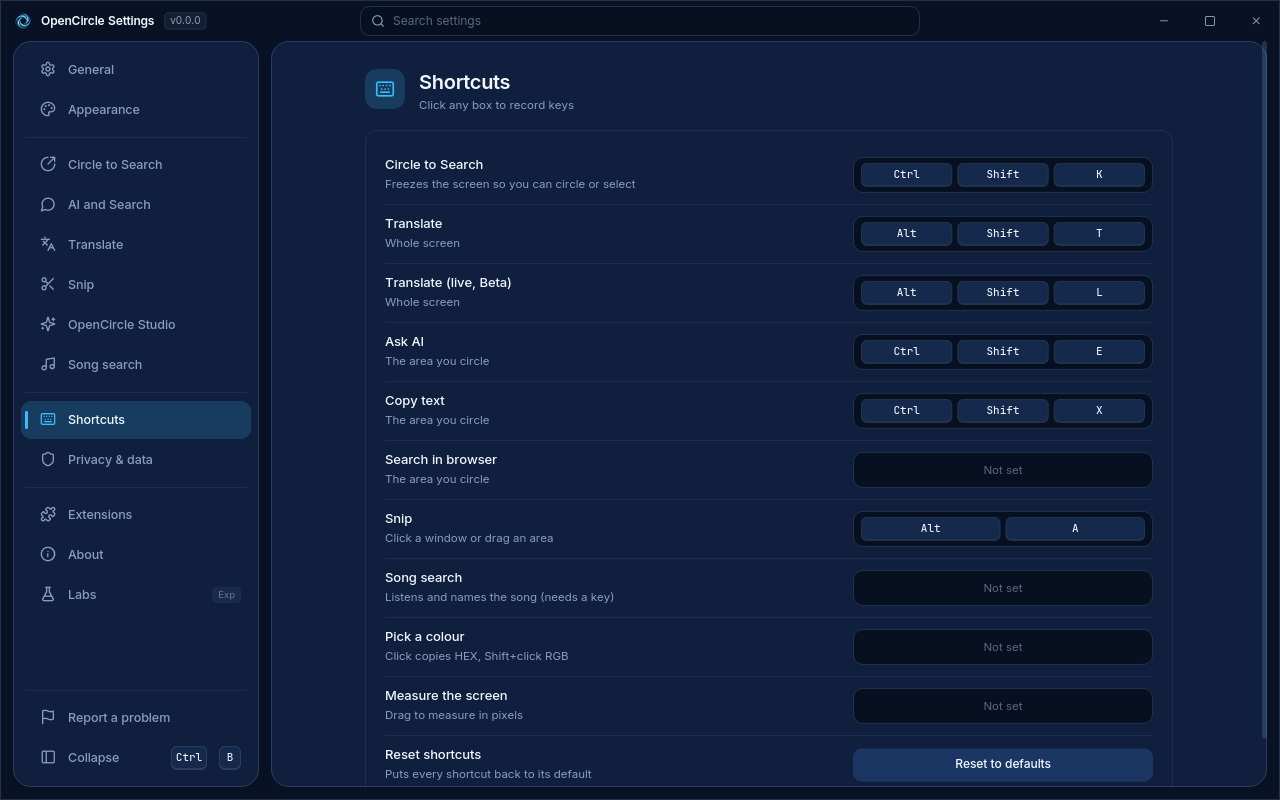 OpenCircle Settings
v0.0.0
Search settings
General
Appearance
Circle to Search
AI and Search
Translate
Snip
OpenCircle Studio
Song search
Shortcuts
Privacy & data
Extensions
About
Labs
Exp
Report a problem
Collapse
Ctrl
B
Shortcuts
Click any box to record keys
Circle to Search
Freezes the screen so you can circle or select
Ctrl
Shift
K
Translate
Whole screen
Alt
Shift
T
Translate (live, Beta)
Whole screen
Alt
Shift
L
Ask AI
The area you circle
Ctrl
Shift
E
Copy text
The area you circle
Ctrl
Shift
X
Search in browser
The area you circle
Not set
Snip
Click a window or drag an area
Alt
A
Song search
Listens and names the song (needs a key)
Not set
Pick a colour
Click copies HEX, Shift+click RGB
Not set
Measure the screen
Drag to measure in pixels
Not set
Reset shortcuts
Puts every shortcut back to its default
Reset to defaults